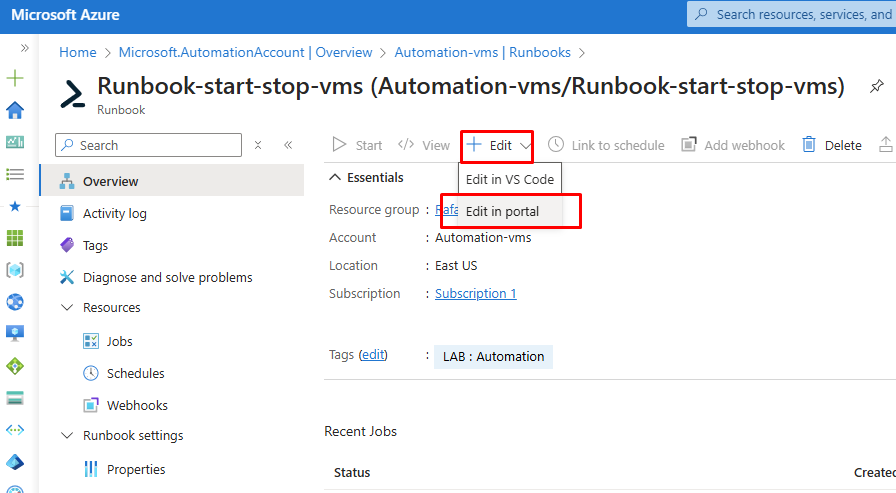 Microsoft Azure
Search resources, services, and
Home > Microsoft.AutomationAccount | Overview > Automation-vms | Runbooks >
Runbook-start-stop-vms (Automation-vms/Runbook-start-stop-vms)
Runbook
Search
Start View Edit Link to schedule Add webhook Delete
Overview
Activity log
Tags
Diagnose and solve problems
Resources
Jobs
Schedules
Webhooks
Runbook settings
Properties
Edit in VS Code
Edit in portal
Essentials
Resource group :
Account : Automation-vms
Location : East US
Subscription : Subscription 1
Tags (edit) : LAB : Automation
Recent Jobs
Status Created